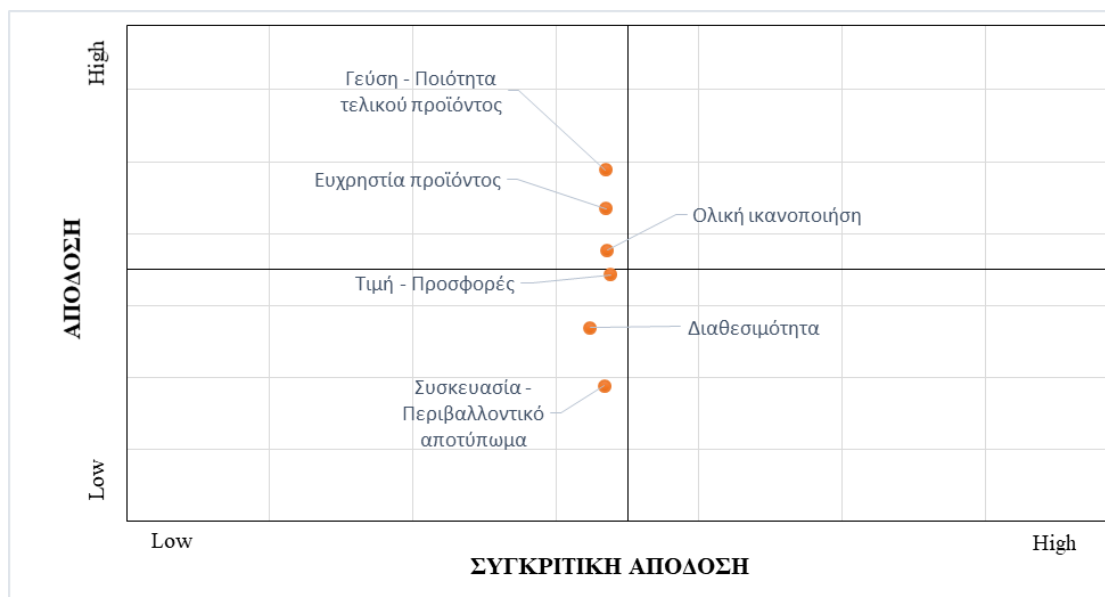 High
Γεύση - Ποιότητα
τελικού προϊόντος
Ευχρηστία προϊόντος
Ολική ικανοποιήση
ΑΠΟΔΟΣΗ
Τιμή - Προσφορές
Διαθεσιμότητα
Συσκευασία -
Περιβαλλοντικό
αποτύπωμα
Low
Low
High
ΣΥΓΚΡΙΤΙΚΗ ΑΠΟΔΟΣΗ